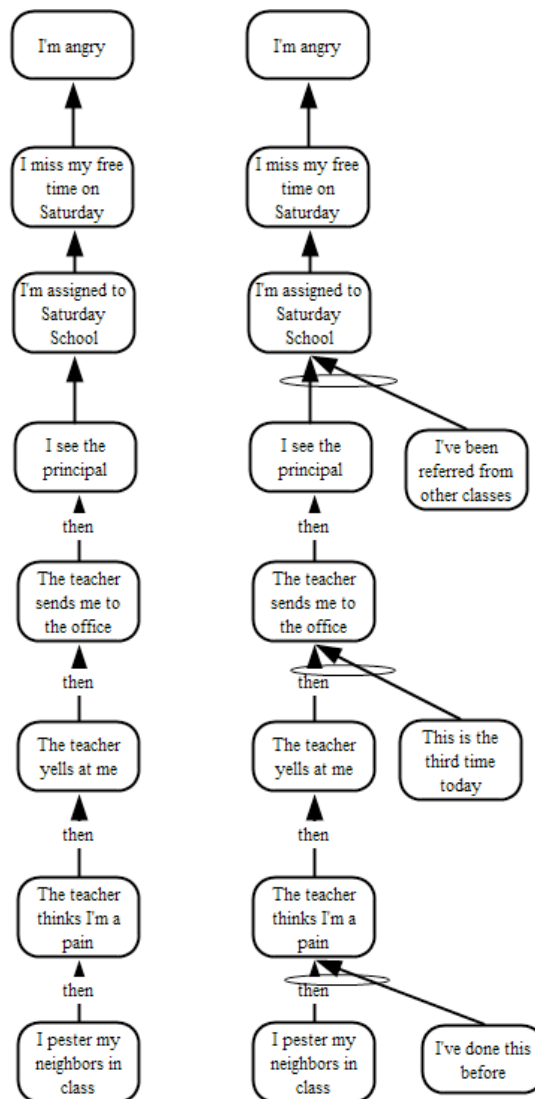 I'm angry
I miss my free
time on
Saturday
I'm assigned to
Saturday
School
I see the
principal
then
The teacher
sends me to
the office
then
The teacher
yells at me
then
The teacher
thinks I'm a
pain
then
I pester my
neighbors in
class
I'm angry
I miss my free
time on
Saturday
I'm assigned to
Saturday
School
I see the
principal
I've been
referred from
other classes
then
The teacher
sends me to
the office
then
The teacher
yells at me
This is the
third time
today
then
The teacher
thinks I'm a
pain
then
I pester my
neighbors in
class
I've done this
before